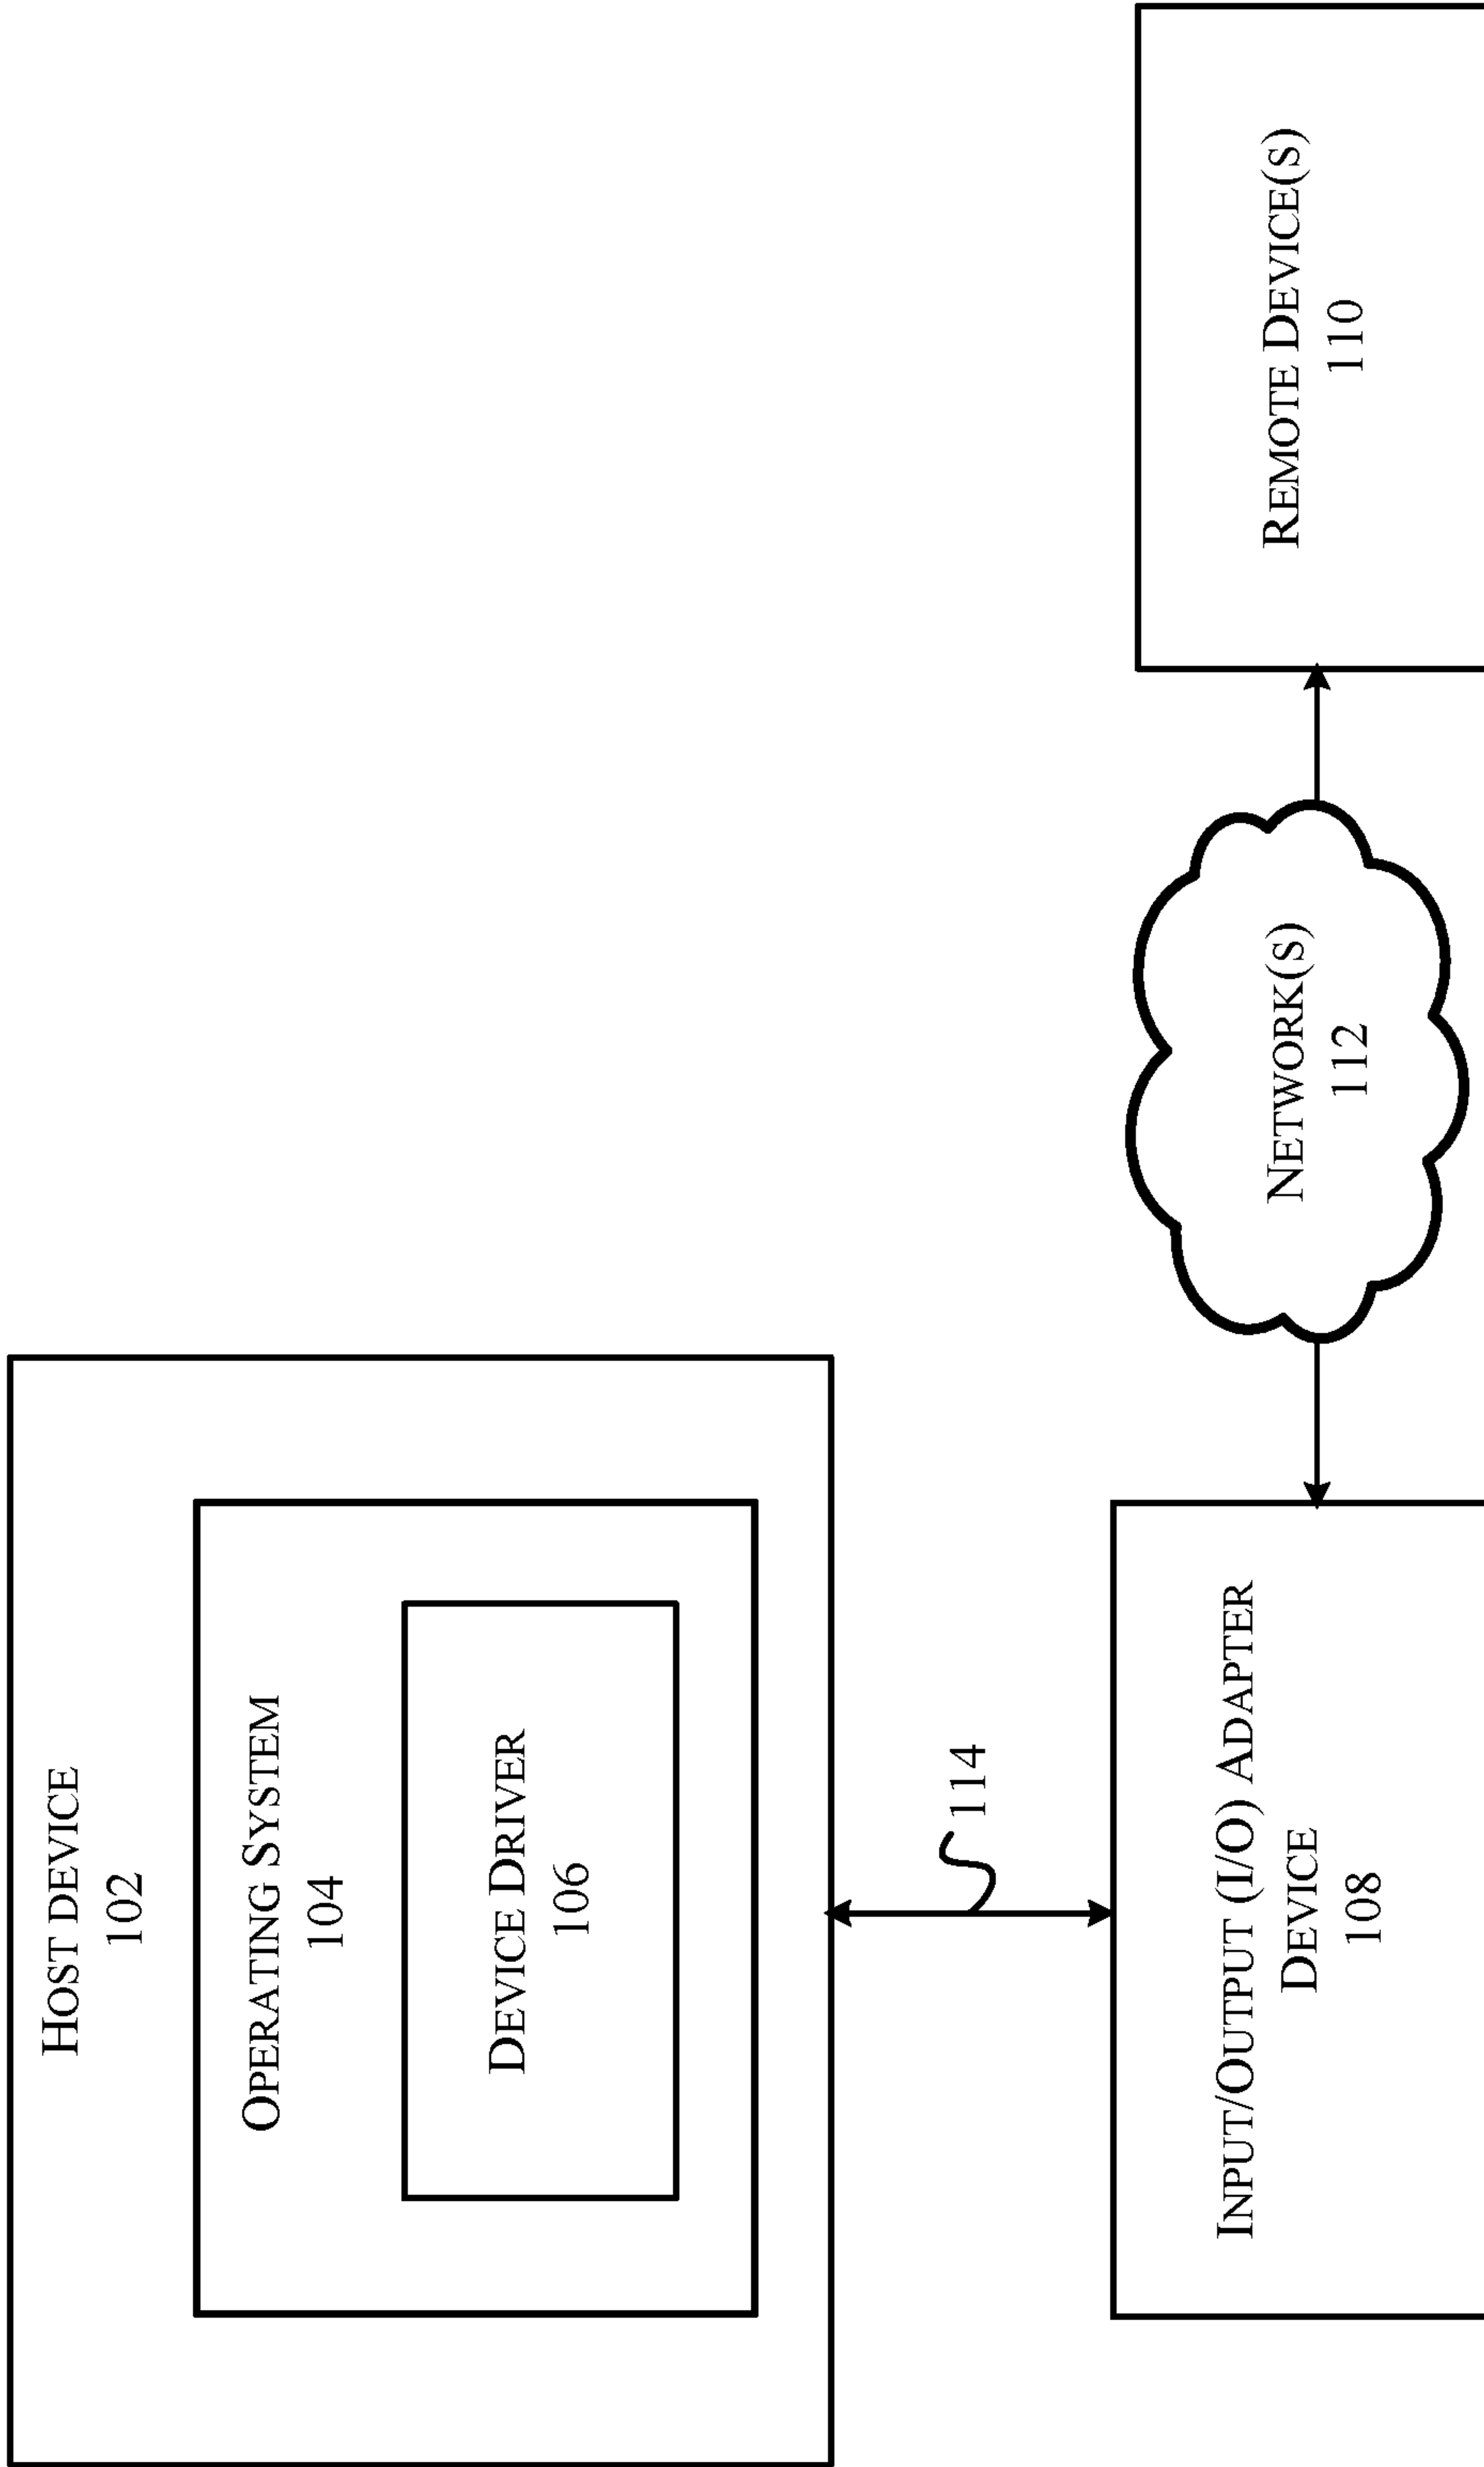 HOST DEVICE
102
OPERATING SYSTEM
104
DEVICE DRIVER
106
114
INPUT/OUTPUT (I/O) ADAPTER
DEVICE
108
NETWORK(S)
112
REMOTE DEVICE(S)
110